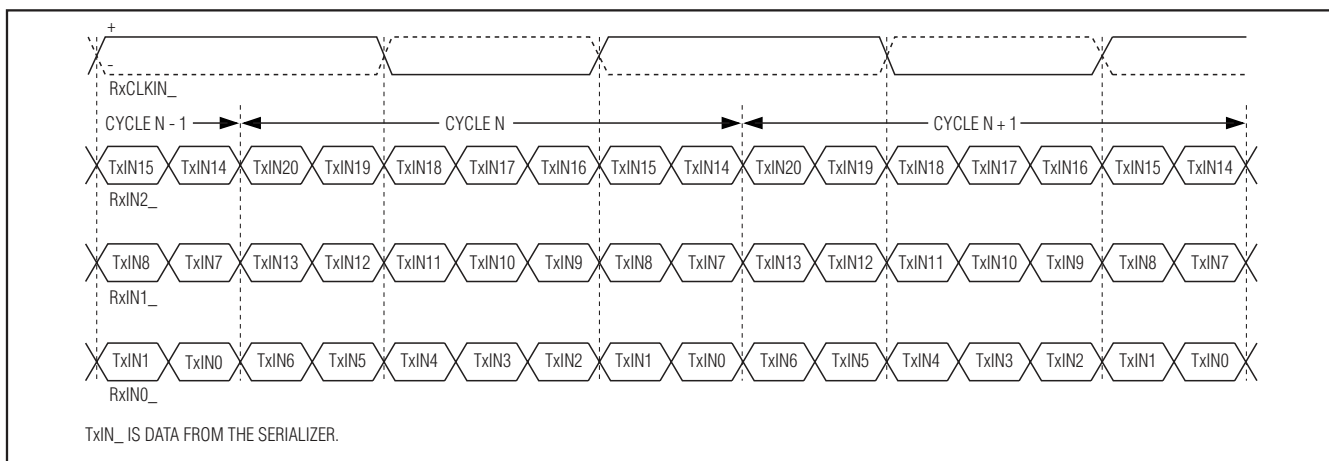 +
-
RxCLKIN_
CYCLE N - 1 CYCLE N CYCLE N + 1
TxIN15 TxIN14 TxIN20 TxIN19 TxIN18 TxIN17 TxIN16 TxIN15 TxIN14 TxIN20 TxIN19 TxIN18 TxIN17 TxIN16 TxIN15 TxIN14
RxIN2_
TxIN8 TxIN7 TxIN13 TxIN12 TxIN11 TxIN10 TxIN9 TxIN8 TxIN7 TxIN13 TxIN12 TxIN11 TxIN10 TxIN9 TxIN8 TxIN7
RxIN1_
TxIN1 TxIN0 TxIN6 TxIN5 TxIN4 TxIN3 TxIN2 TxIN1 TxIN0 TxIN6 TxIN5 TxIN4 TxIN3 TxIN2 TxIN1 TxIN0
RxIN0_
TxIN_ IS DATA FROM THE SERIALIZER.